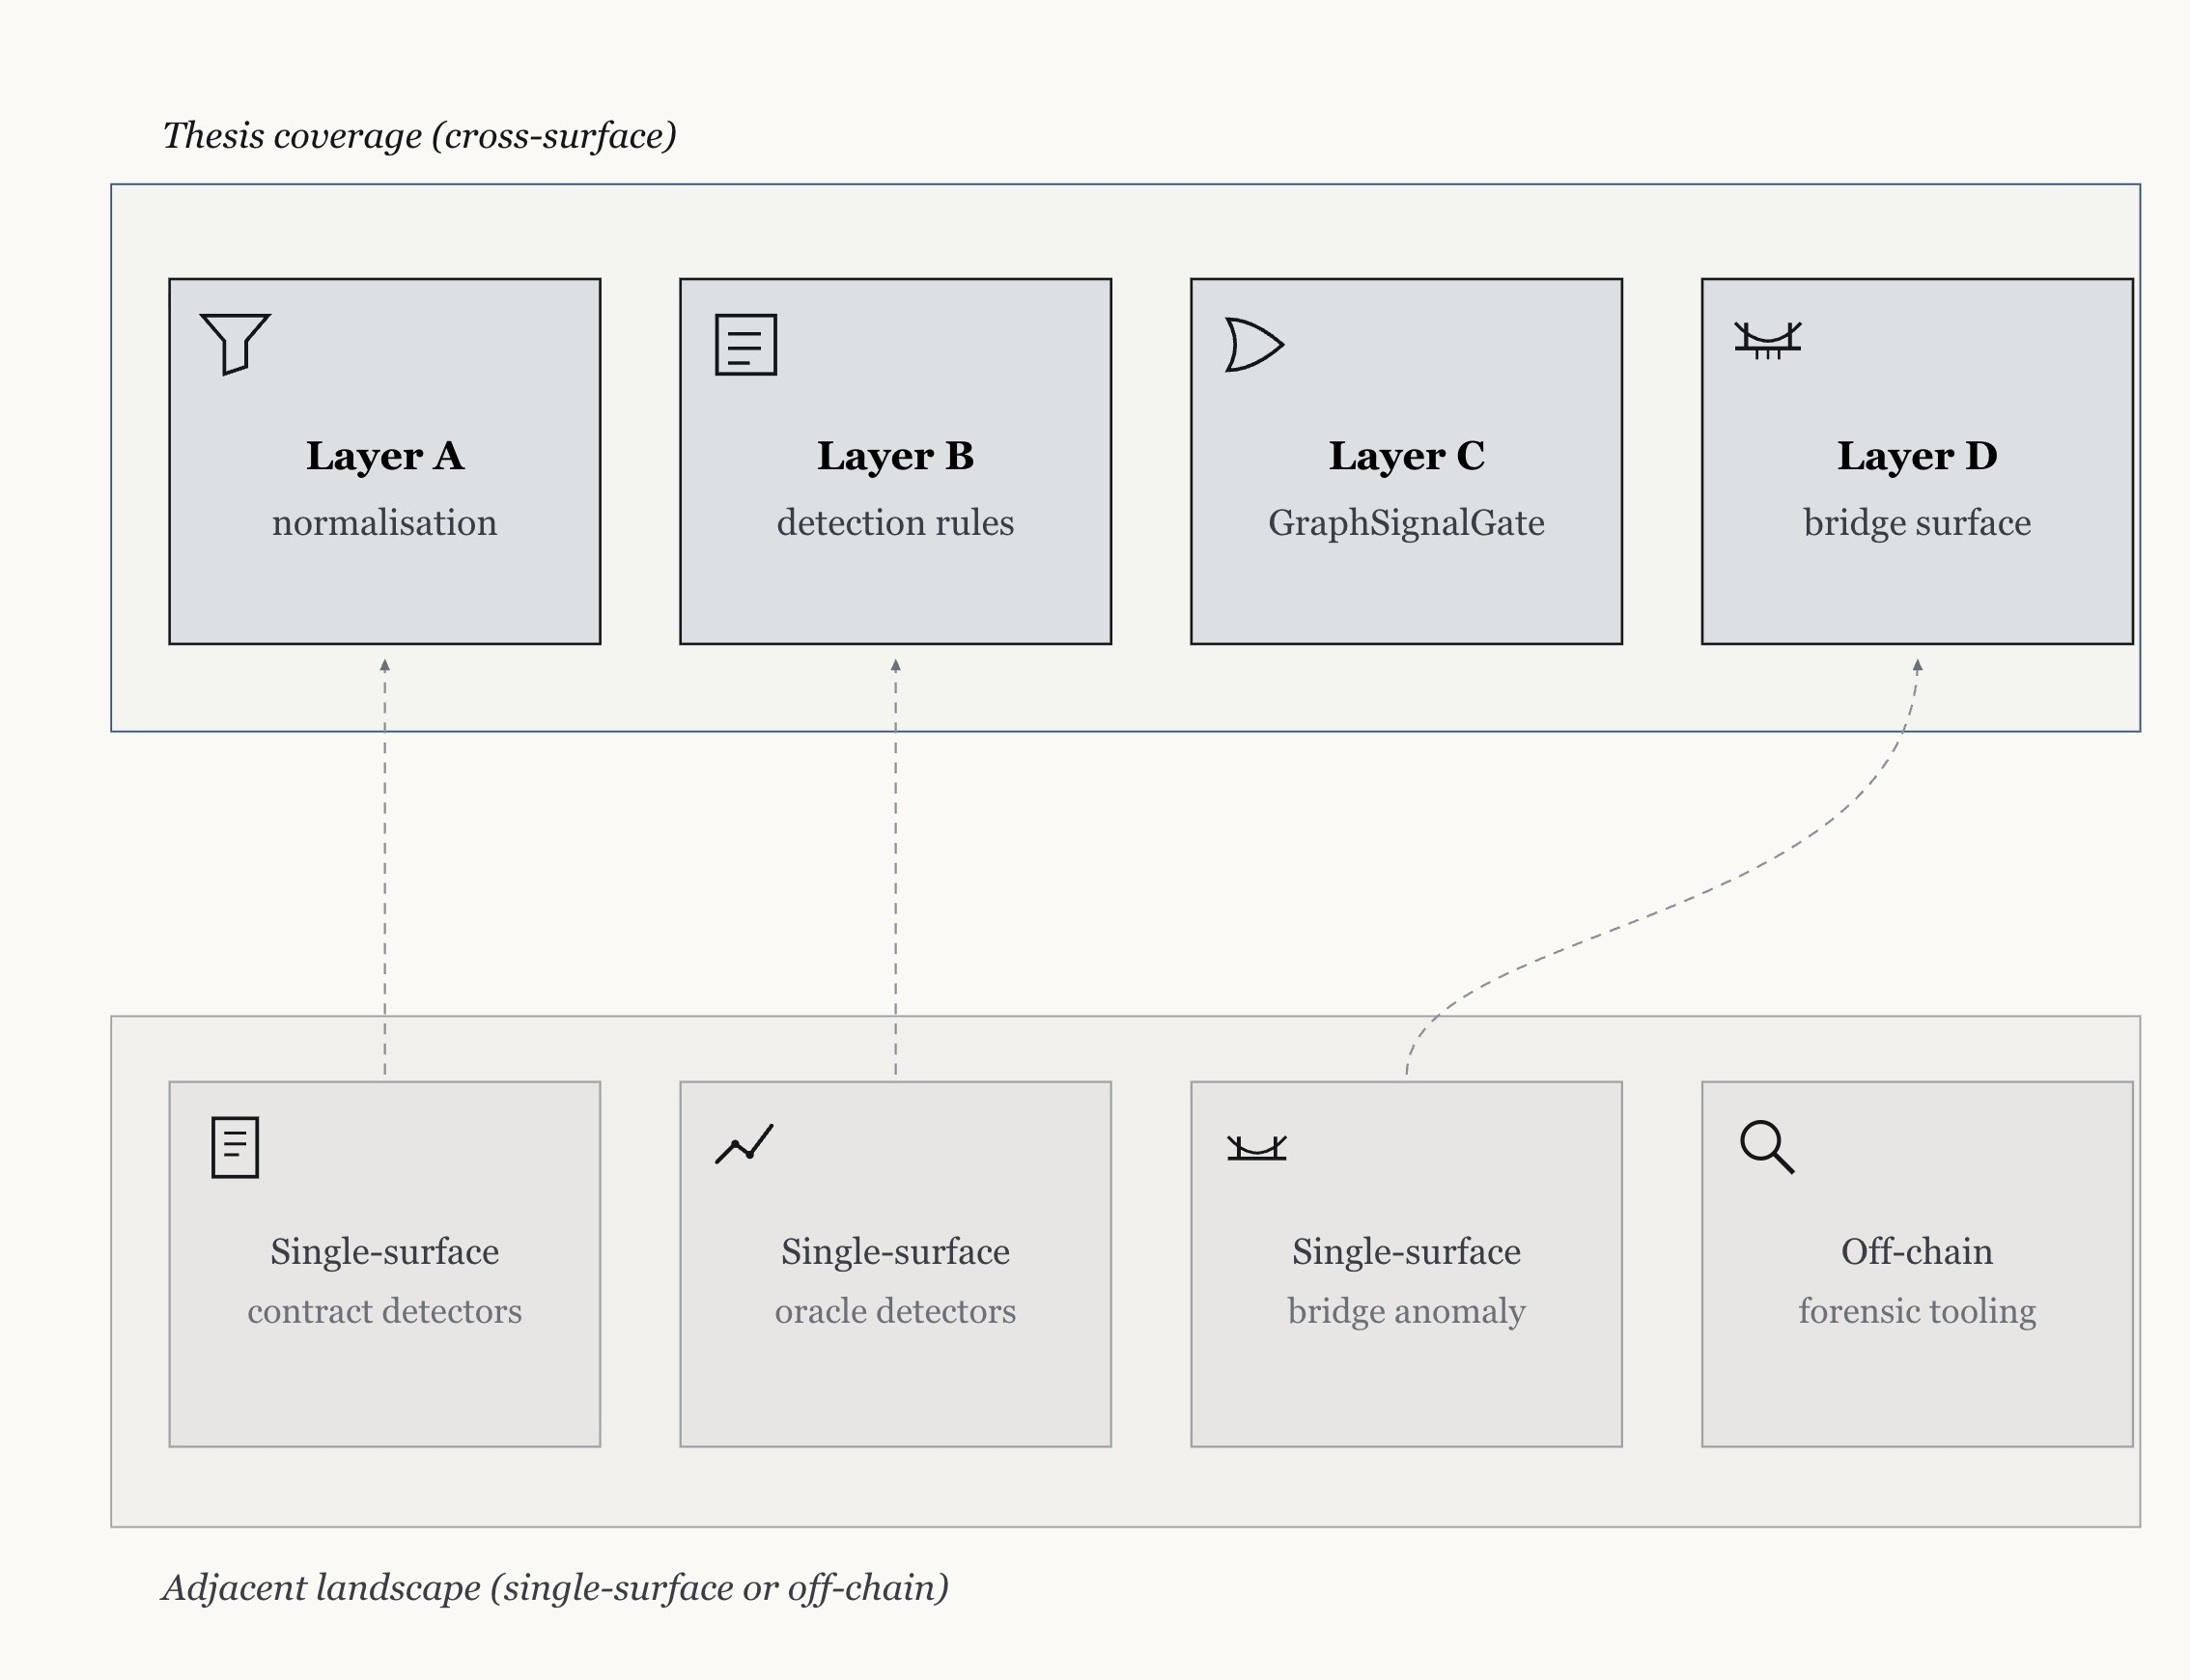 Thesis coverage (cross-surface)
Layer A
normalisation
Layer B
detection rules
Layer C
GraphSignalGate
Layer D
bridge surface
Single-surface
contract detectors
Single-surface
oracle detectors
Single-surface
bridge anomaly
Off-chain
forensic tooling
Adjacent landscape (single-surface or off-chain)